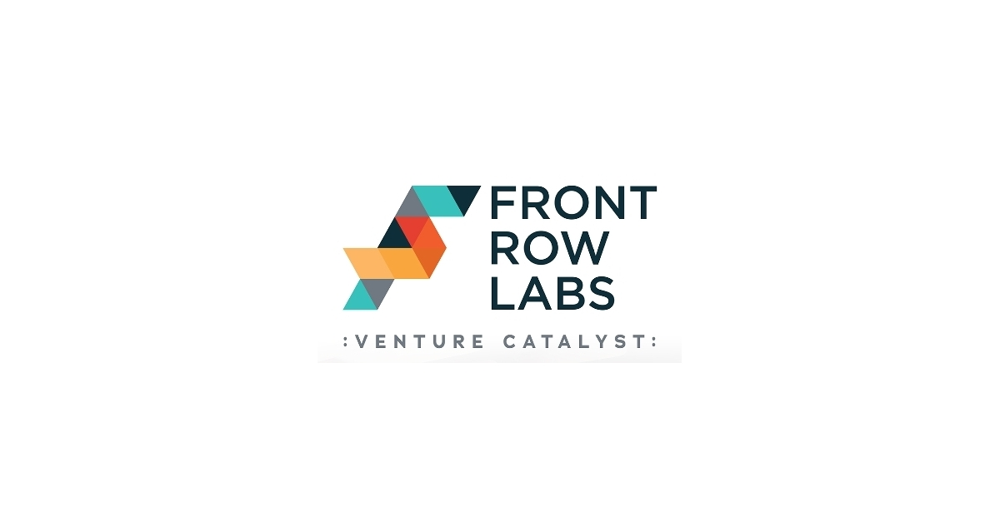 FRONT
ROW
LABS
:VENTURE CATALYST: